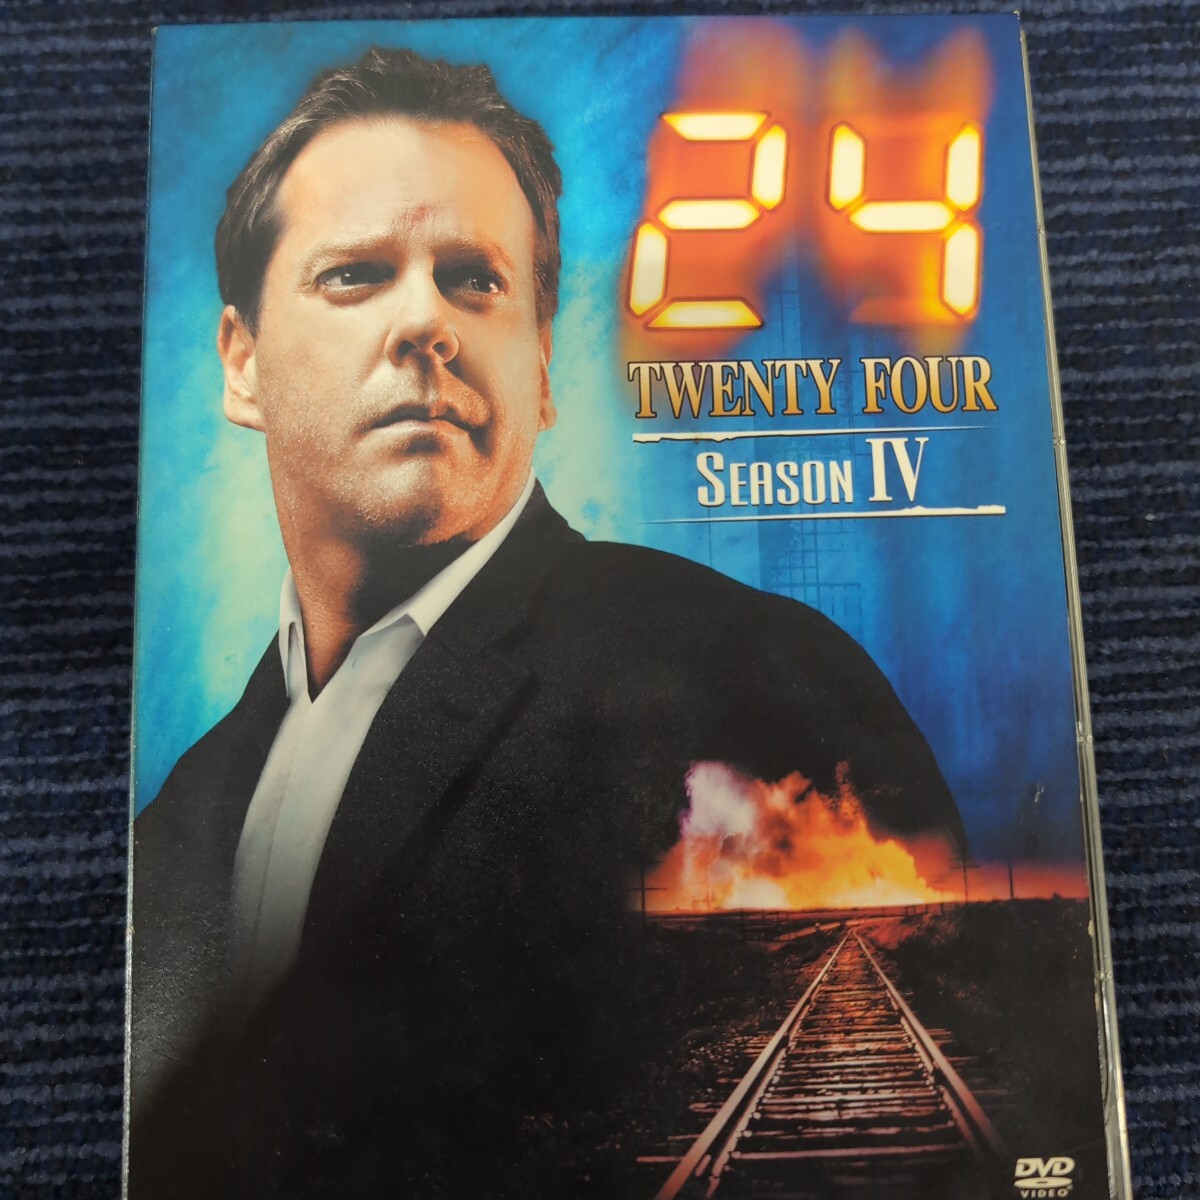 24
TWENTY FOUR
SEASON IV
DVD
VIDEO